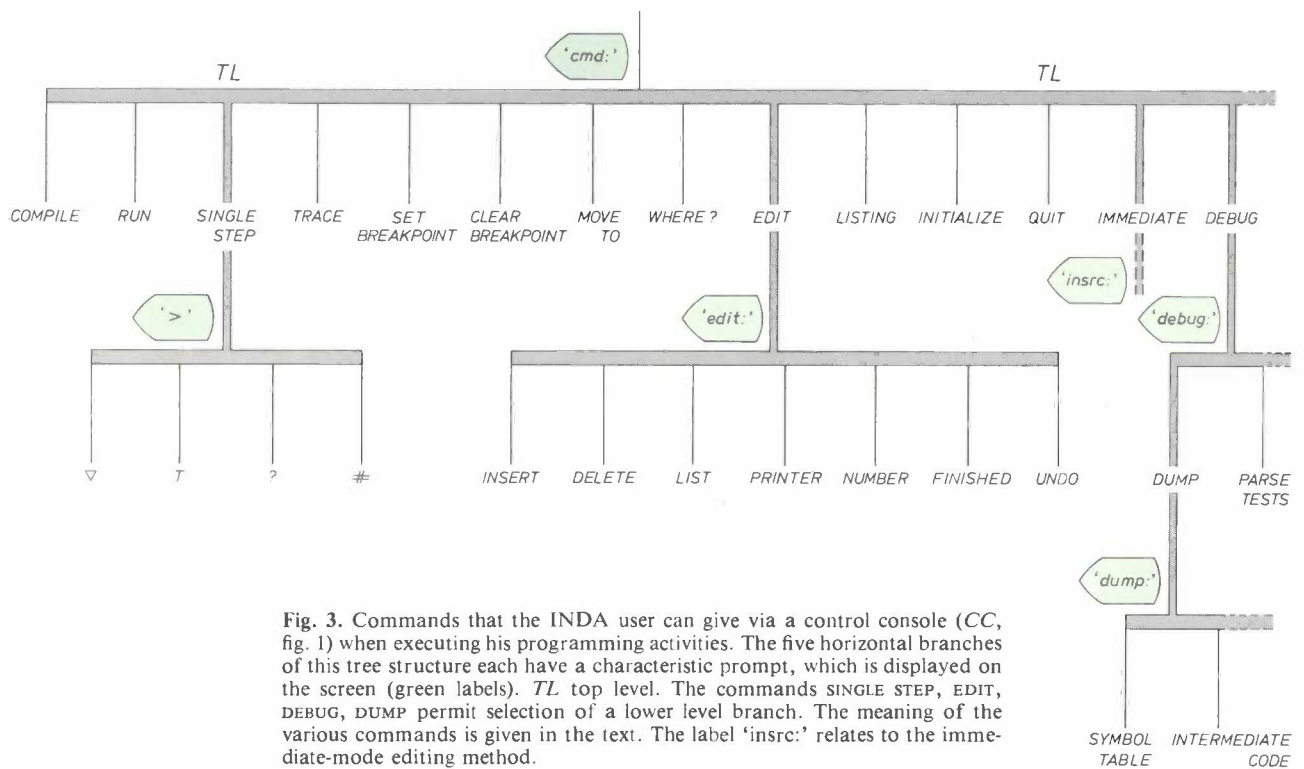 ‘cmd:’
TL TL
COMPILE RUN SINGLE STEP TRACE SET BREAKPOINT CLEAR BREAKPOINT MOVE TO WHERE? EDIT LISTING INITIALIZE QUIT IMMEDIATE DEBUG
‘insrc:’
‘>’ ‘edit:’ ‘debug:’
▽ T ? #
INSERT DELETE LIST PRINTER NUMBER FINISHED UNDO
DUMP PARSE TESTS
‘dump:’
SYMBOL TABLE INTERMEDIATE CODE
Fig. 3. Commands that the INDA user can give via a control console (CC,
fig. 1) when executing his programming activities. The five horizontal branches
of this tree structure each have a characteristic prompt, which is displayed on
the screen (green labels). TL top level. The commands SINGLE STEP, EDIT,
DEBUG, DUMP permit selection of a lower level branch. The meaning of the
various commands is given in the text. The label ‘insrc:’ relates to the imme-
diate-mode editing method.